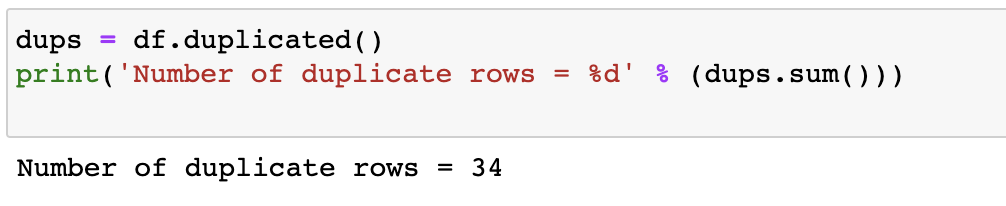 dups = df.duplicated()
print('Number of duplicate rows = %d' % (dups.sum()))
Number of duplicate rows = 34